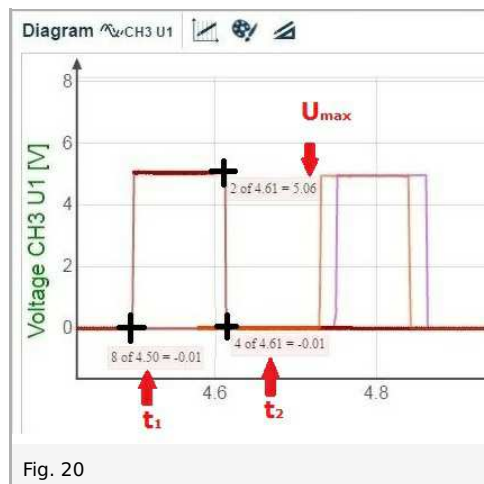 Diagram CH3 U1
Voltage CH3 U1 [V]
8
6
4
2
0
Umax
2 of 4.61 = 5.06
8 of 4.50 = -0.01
4 of 4.61 = -0.01
t1
t2
4.6
4.8
Fig. 20